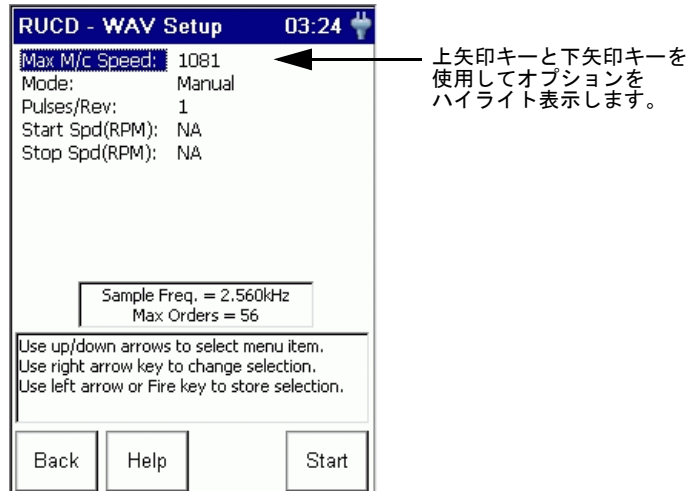 RUCD - WAV Setup 03:24
Max M/c Speed: 1081
Mode: Manual
Pulses/Rev: 1
Start Spd(RPM): NA
Stop Spd(RPM): NA
Sample Freq. = 2.560kHz
Max Orders = 56
Use up/down arrows to select menu item.
Use right arrow key to change selection.
Use left arrow or Fire key to store selection.
Back Help Start
上矢印キーと下矢印キーを
使用してオプションを
ハイライト表示します。